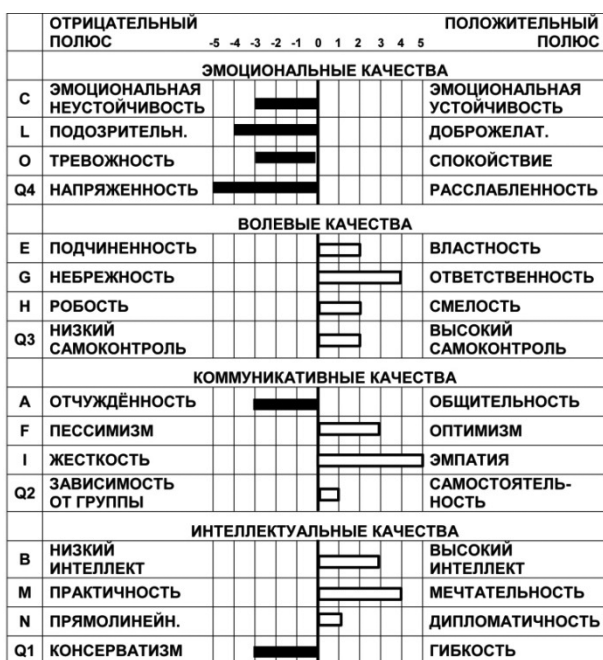 ОТРИЦАТЕЛЬНЫЙ ПОЛОЖИТЕЛЬНЫЙ
ПОЛЮС -5 -4 -3 -2 -1 0 1 2 3 4 5 ПОЛЮС
ЭМОЦИОНАЛЬНЫЕ КАЧЕСТВА
C ЭМОЦИОНАЛЬНАЯ НЕУСТОЙЧИВОСТЬ ЭМОЦИОНАЛЬНАЯ УСТОЙЧИВОСТЬ
L ПОДОЗРИТЕЛЬН. ДОБРОЖЕЛАТ.
O ТРЕВОЖНОСТЬ СПОКОЙСТВИЕ
Q4 НАПРЯЖЕННОСТЬ РАССЛАБЛЕННОСТЬ
ВОЛЕВЫЕ КАЧЕСТВА
E ПОДЧИНЕННОСТЬ ВЛАСТНОСТЬ
G НЕБРЕЖНОСТЬ ОТВЕТСТВЕННОСТЬ
H РОБОСТЬ СМЕЛОСТЬ
Q3 НИЗКИЙ САМОКОНТРОЛЬ ВЫСОКИЙ САМОКОНТРОЛЬ
КОММУНИКАТИВНЫЕ КАЧЕСТВА
A ОТЧУЖДЁННОСТЬ ОБЩИТЕЛЬНОСТЬ
F ПЕССИМИЗМ ОПТИМИЗМ
I ЖЕСТКОСТЬ ЭМПАТИЯ
Q2 ЗАВИСИМОСТЬ ОТ ГРУППЫ САМОСТОЯТЕЛЬ-НОСТЬ
ИНТЕЛЛЕКТУАЛЬНЫЕ КАЧЕСТВА
B НИЗКИЙ ИНТЕЛЛЕКТ ВЫСОКИЙ ИНТЕЛЛЕКТ
M ПРАКТИЧНОСТЬ МЕЧТАТЕЛЬНОСТЬ
N ПРЯМОЛИНЕЙН. ДИПЛОМАТИЧНОСТЬ
Q1 КОНСЕРВАТИЗМ ГИБКОСТЬ